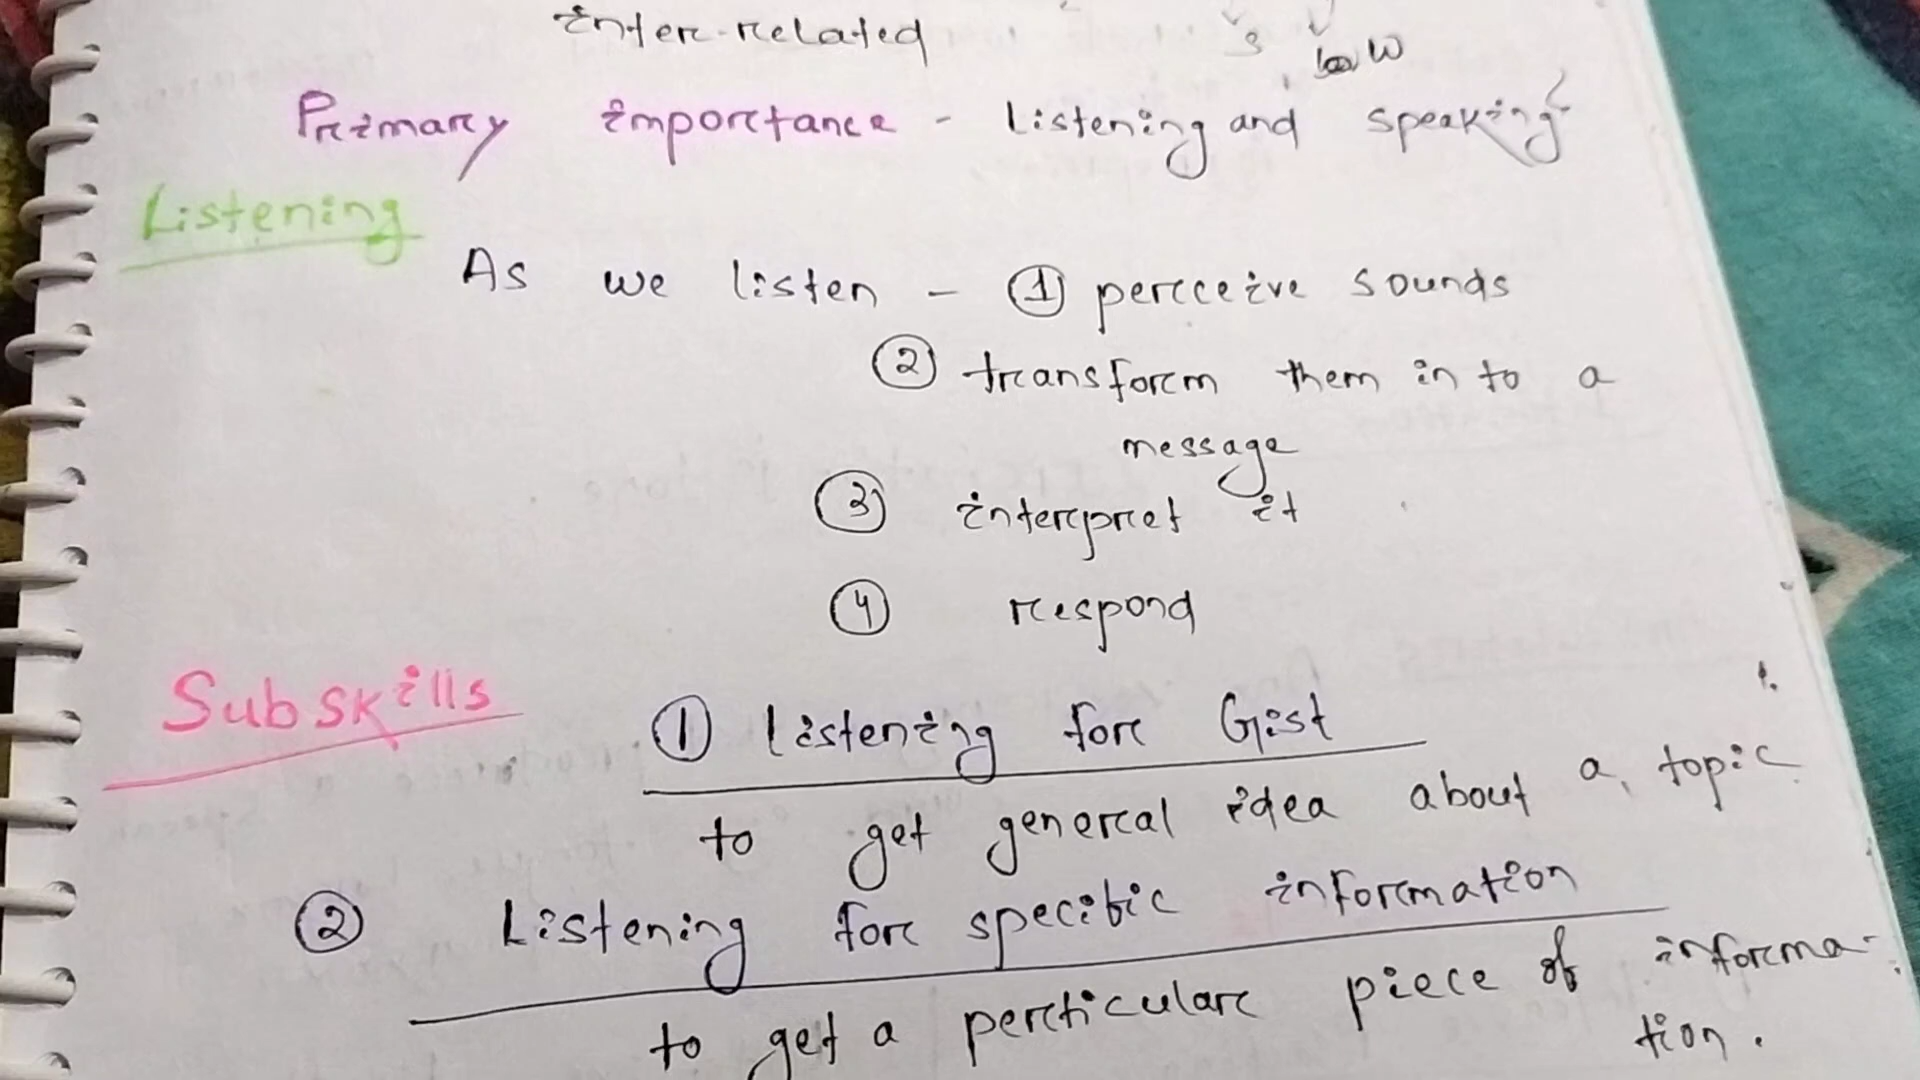 inter-related
s w
Primary importance - listening and speaking
Listening
As we listen - ① perceive sounds
② transform them in to a
message
③ interpret it
④ respond
Subskills
① listening for Gist
to get general idea about a topic
② Listening for specific information
to get a perticular piece of informa-
tion.